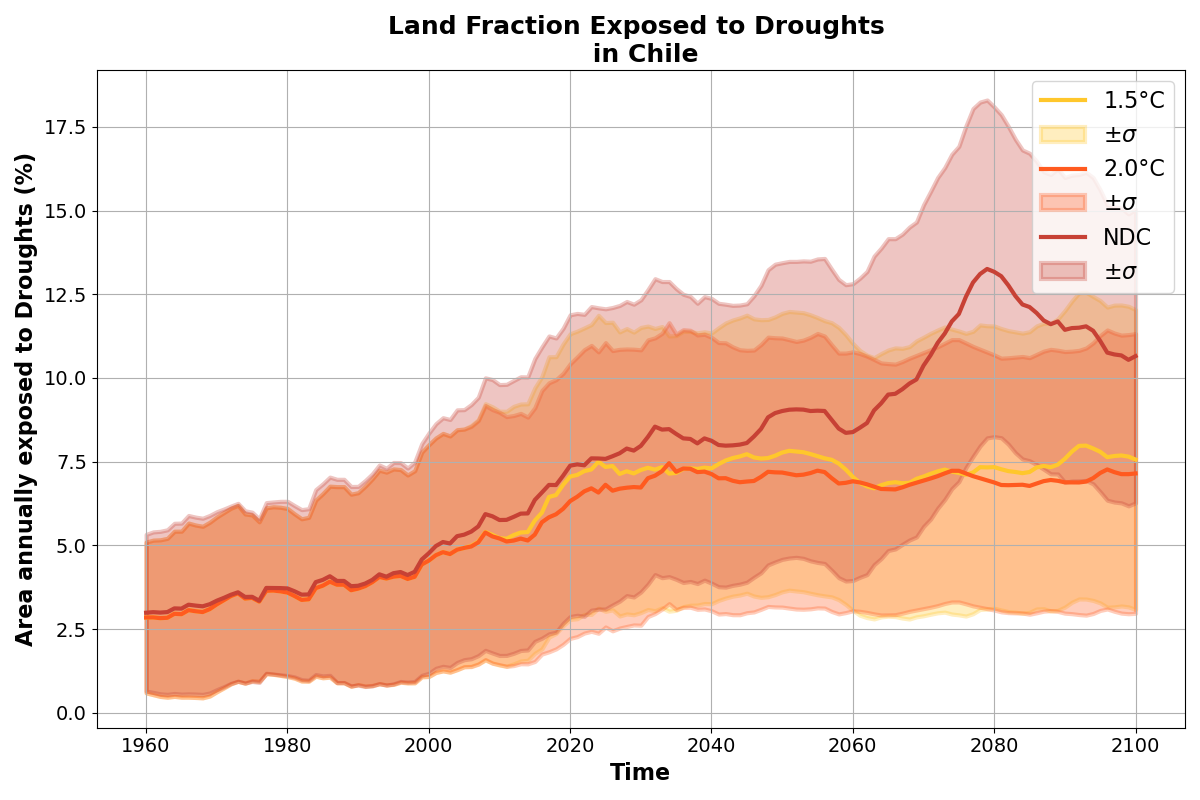 Land Fraction Exposed to Droughts
in Chile
Area annually exposed to Droughts (%)
17.5
15.0
12.5
10.0
7.5
5.0
2.5
0.0
1.5°C
±σ
2.0°C
±σ
NDC
±σ
1960 1980 2000 2020 2040 2060 2080 2100
Time